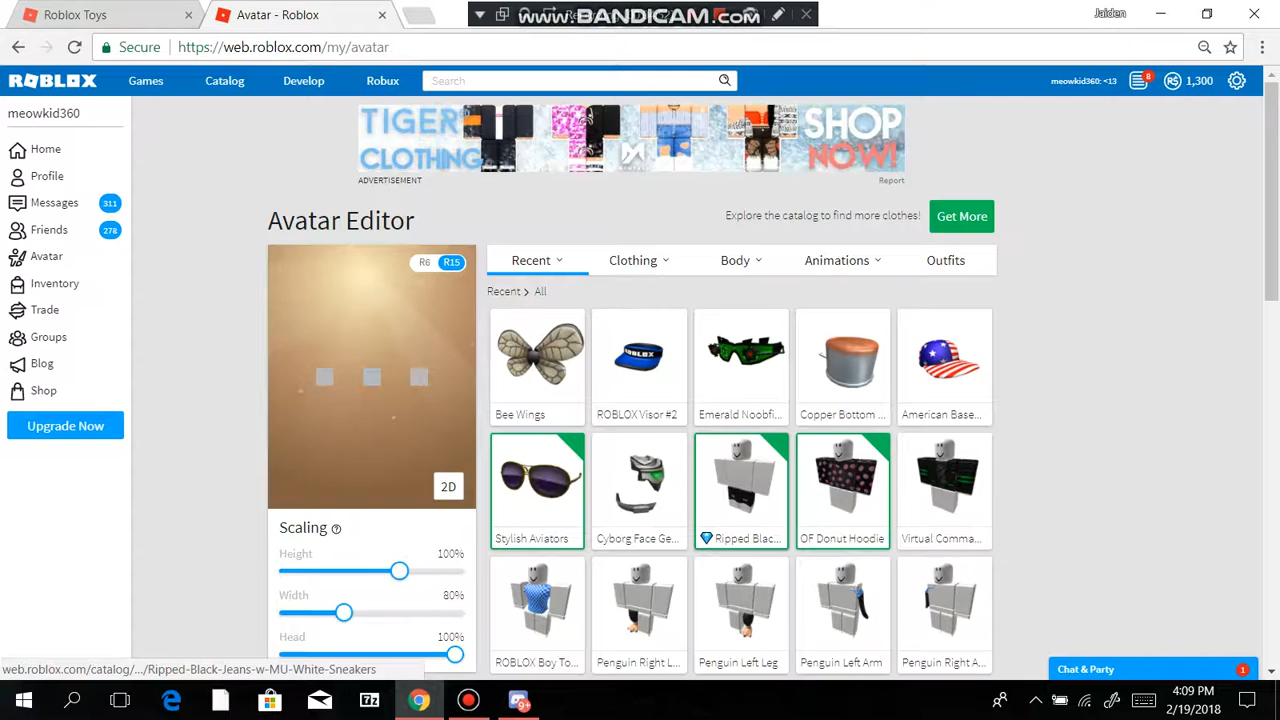 Roblox Toys
Avatar - Roblox
www.BANDICAM.com
Jaiden
Secure
https://web.roblox.com/my/avatar
ROBLOX
Games
Catalog
Develop
Robux
Search
meowkid360: <13
8
R$ 1,300
meowkid360
Home
Profile
Messages 311
Friends 278
Avatar
Inventory
Trade
Groups
Blog
Shop
Upgrade Now
TIGER
CLOTHING
SHOP
NOW!
ADVERTISEMENT
Report
Avatar Editor
Explore the catalog to find more clothes!
Get More
R6 R15
2D
Scaling
Height 100%
Width 80%
Head 100%
Recent
Clothing
Body
Animations
Outfits
Recent > All
Bee Wings
ROBLOX Visor #2
Emerald Noobfi...
Copper Bottom ...
American Base...
Stylish Aviators
Cyborg Face Ge...
Ripped Blac...
OF Donut Hoodie
Virtual Comma...
ROBLOX Boy To...
Penguin Right L...
Penguin Left Leg
Penguin Left Arm
Penguin Right A...
web.roblox.com/catalog/.../Ripped-Black-Jeans-w-MU-White-Sneakers
Chat & Party
1
7z
9+
4:09 PM
2/19/2018